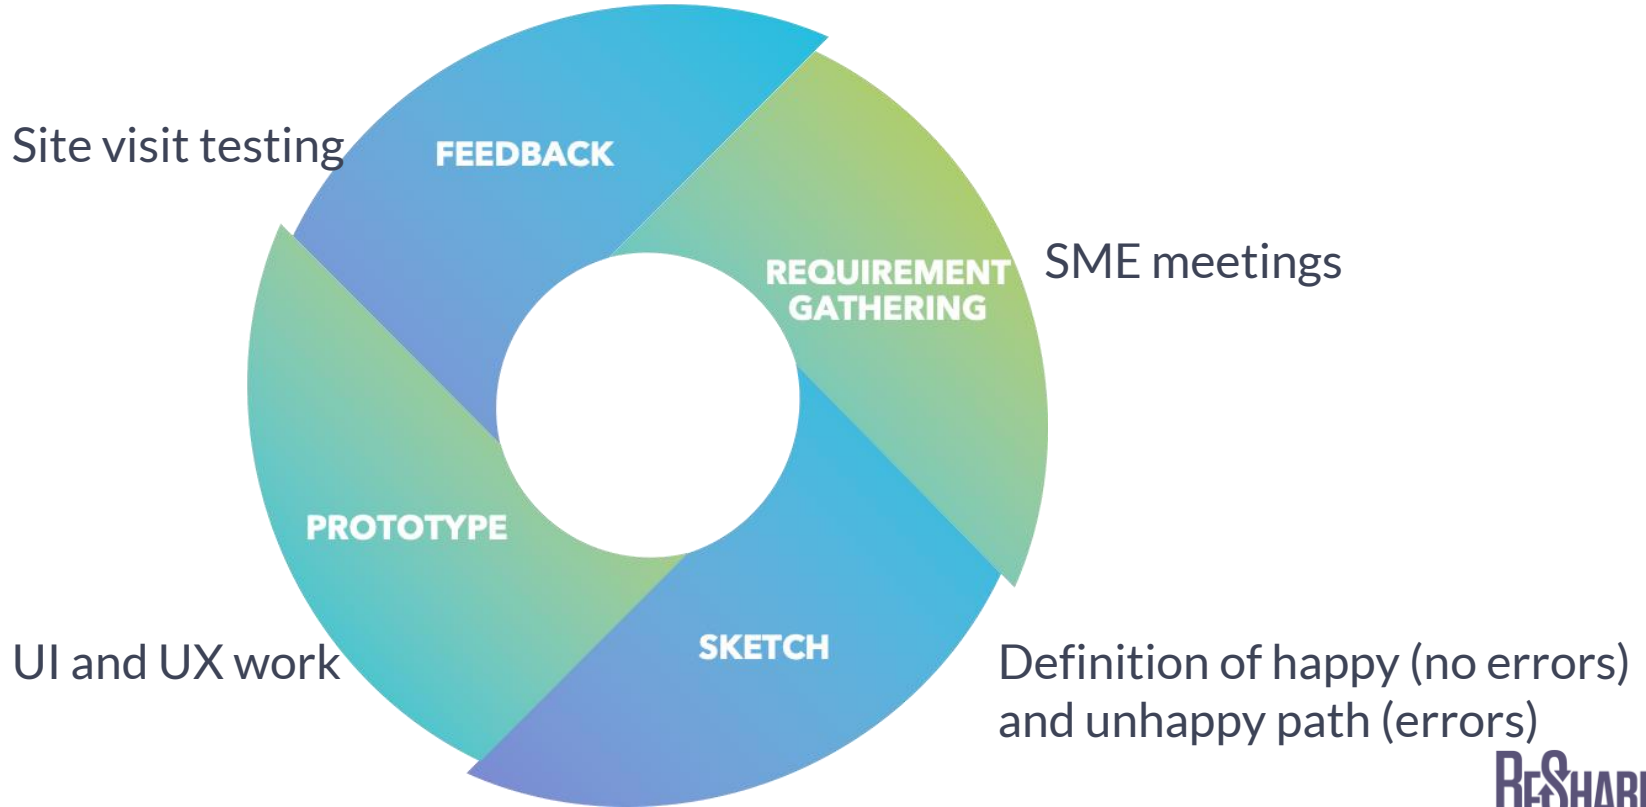 Site visit testing
FEEDBACK
REQUIREMENT
GATHERING
SME meetings
PROTOTYPE
UI and UX work
SKETCH
Definition of happy (no errors)
and unhappy path (errors)
RESHARE